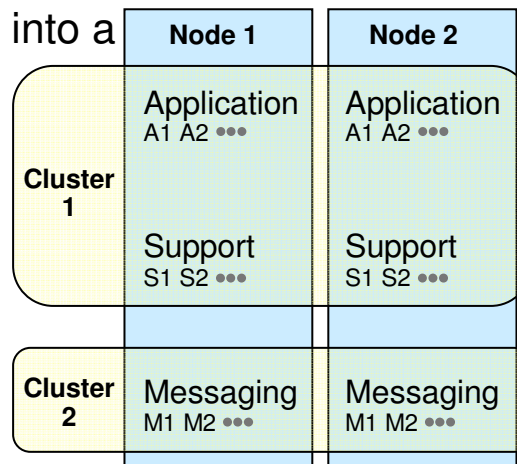 into a
Node 1 Node 2
Application Application
A1 A2 ••• A1 A2 •••
Cluster
1
Support Support
S1 S2 ••• S1 S2 •••
Cluster
2
Messaging Messaging
M1 M2 ••• M1 M2 •••